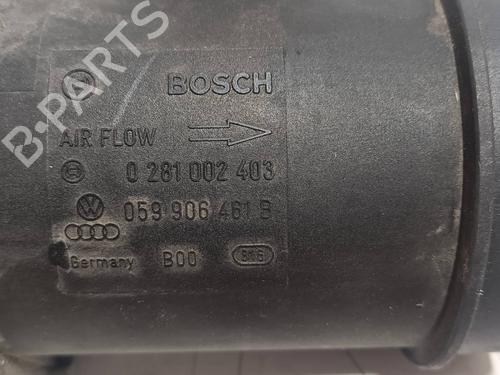 BOSCH
AIR FLOW
0 281 002 403
059 906 461 B
Germany B00
B-PARTS